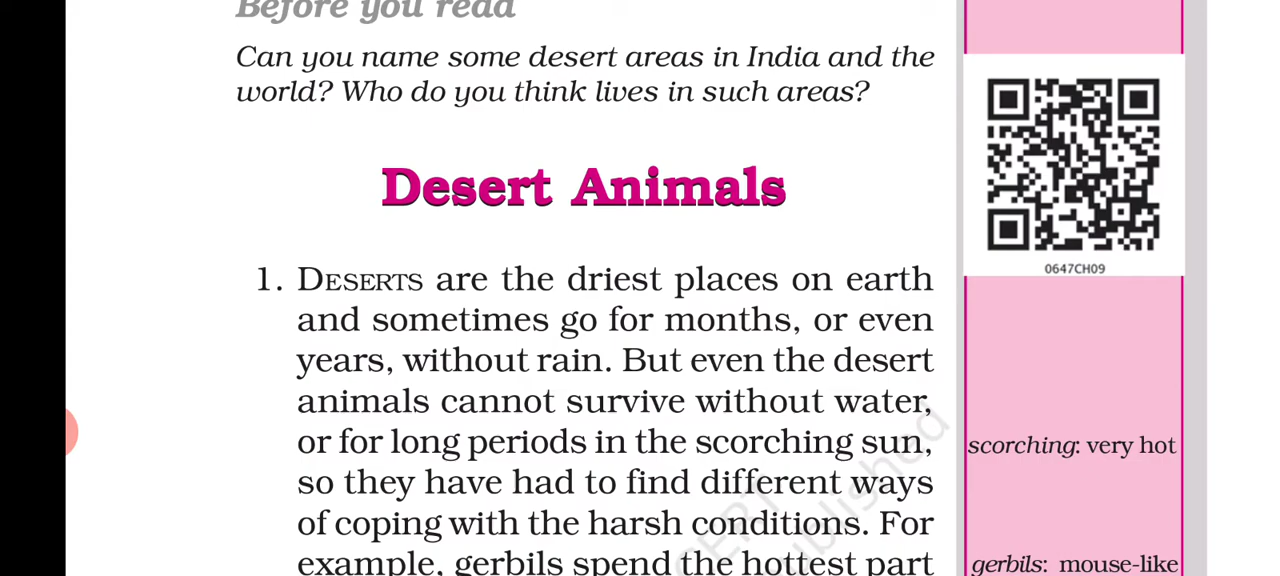 Before you read
Can you name some desert areas in India and the
world? Who do you think lives in such areas?
Desert Animals
0647CH09
1. DESERTS are the driest places on earth
and sometimes go for months, or even
years, without rain. But even the desert
animals cannot survive without water,
or for long periods in the scorching sun,
scorching: very hot
so they have had to find different ways
of coping with the harsh conditions. For
example, gerbils spend the hottest part
gerbils: mouse-like